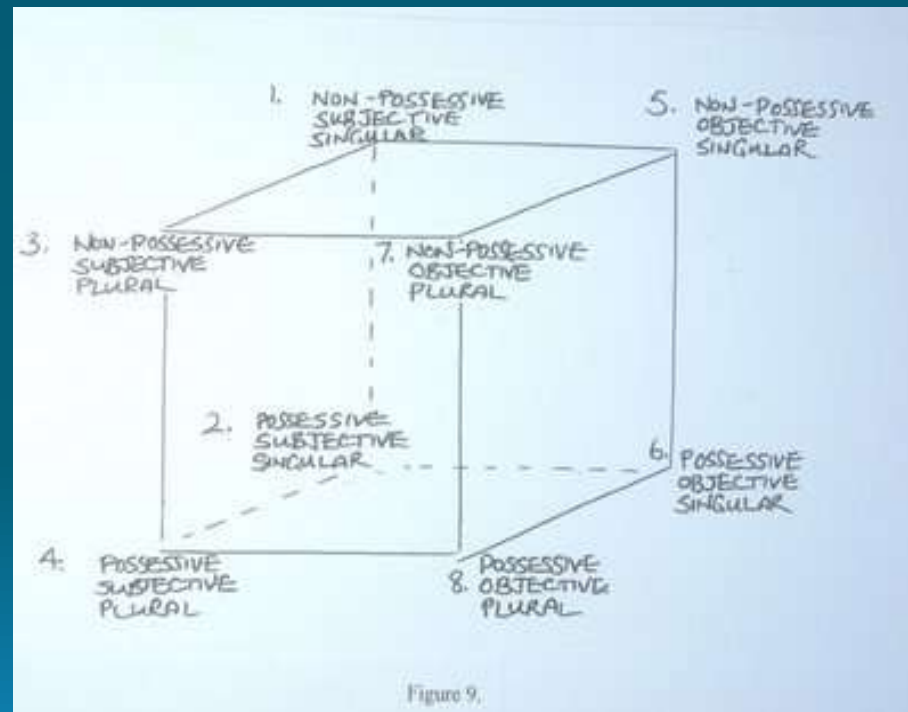 1. NON-POSSESSIVE
SUBJECTIVE
SINGULAR
5. NON-POSSESSIVE
OBJECTIVE
SINGULAR
3. NON-POSSESSIVE
SUBJECTIVE
PLURAL
7. NON-POSSESSIVE
OBJECTIVE
PLURAL
2. POSSESSIVE
SUBJECTIVE
SINGULAR
6. POSSESSIVE
OBJECTIVE
SINGULAR
4. POSSESSIVE
SUBJECTIVE
PLURAL
8. POSSESSIVE
OBJECTIVE
PLURAL
Figure 9.